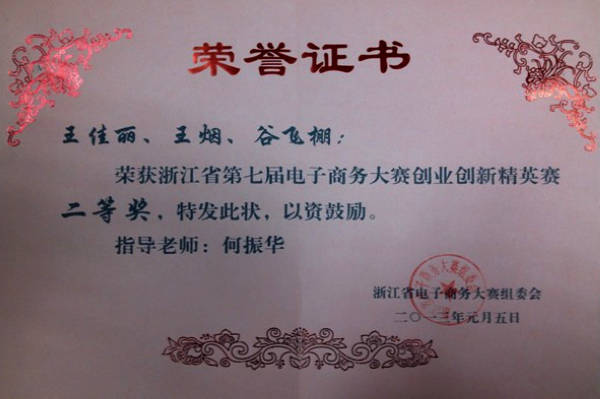 荣誉证书
王佳丽、王烟、谷飞棚：
荣获浙江省第七届电子商务大赛创业创新精英赛
二等奖，特发此状，以资鼓励。
指导老师：何振华
浙江省电子商务大赛组委会
二〇一三年元月五日